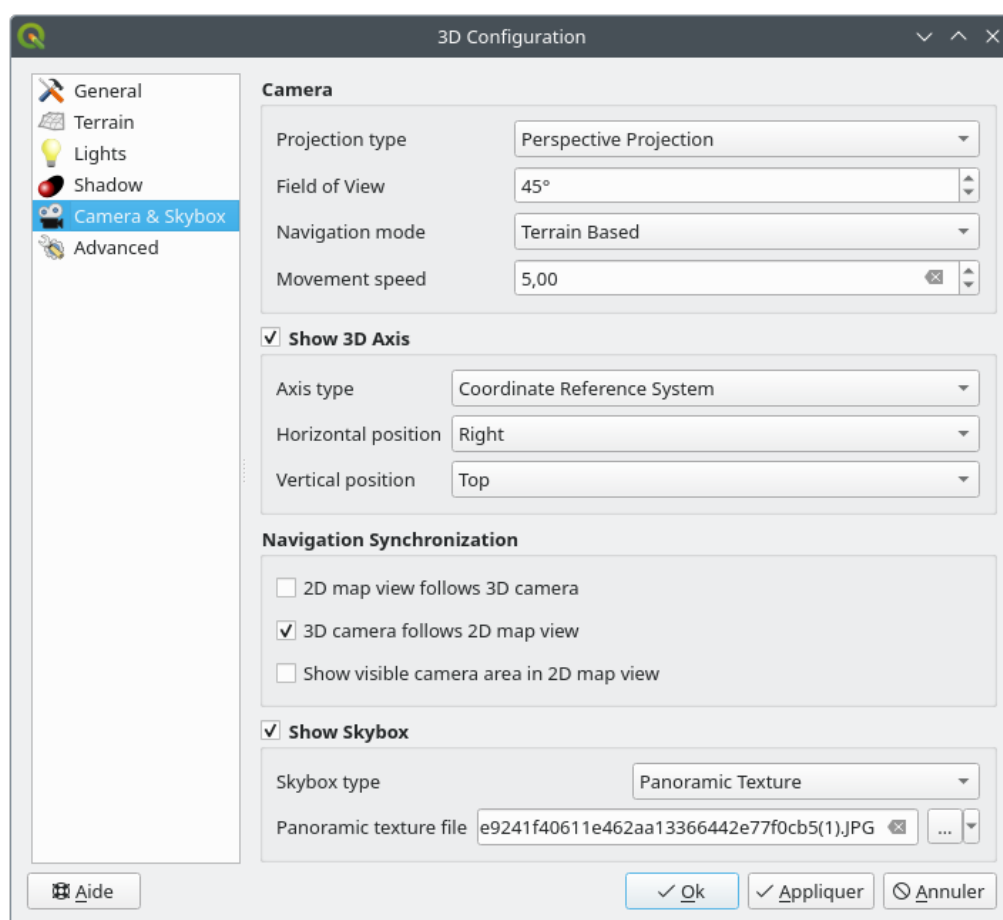 3D Configuration
General
Terrain
Lights
Shadow
Camera & Skybox
Advanced
Camera
Projection type Perspective Projection
Field of View 45°
Navigation mode Terrain Based
Movement speed 5,00
Show 3D Axis
Axis type Coordinate Reference System
Horizontal position Right
Vertical position Top
Navigation Synchronization
2D map view follows 3D camera
3D camera follows 2D map view
Show visible camera area in 2D map view
Show Skybox
Skybox type Panoramic Texture
Panoramic texture file e9241f40611e462aa13366442e77f0cb5(1).JPG ...
Aide Ok Appliquer Annuler